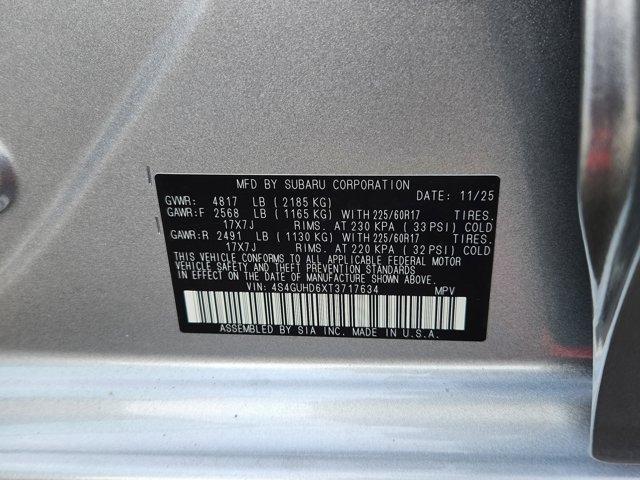 MFD BY SUBARU CORPORATION
GVWR: 4817 LB ( 2185 KG) DATE: 11/25
GAWR:F 2568 LB ( 1165 KG) WITH 225/60R17 TIRES.
17X7J RIMS. AT 230 KPA ( 33 PSI) COLD
GAWR:R 2491 LB ( 1130 KG) WITH 225/60R17 TIRES.
17X7J RIMS. AT 220 KPA ( 32 PSI) COLD
THIS VEHICLE CONFORMS TO ALL APPLICABLE FEDERAL MOTOR
VEHICLE SAFETY AND THEFT PREVENTION STANDARDS IN
EFFECT ON THE DATE OF MANUFACTURE SHOWN ABOVE.
VIN: 4S4GUHD6XT3717634 MPV
ASSEMBLED BY SIA INC. MADE IN U.S.A.